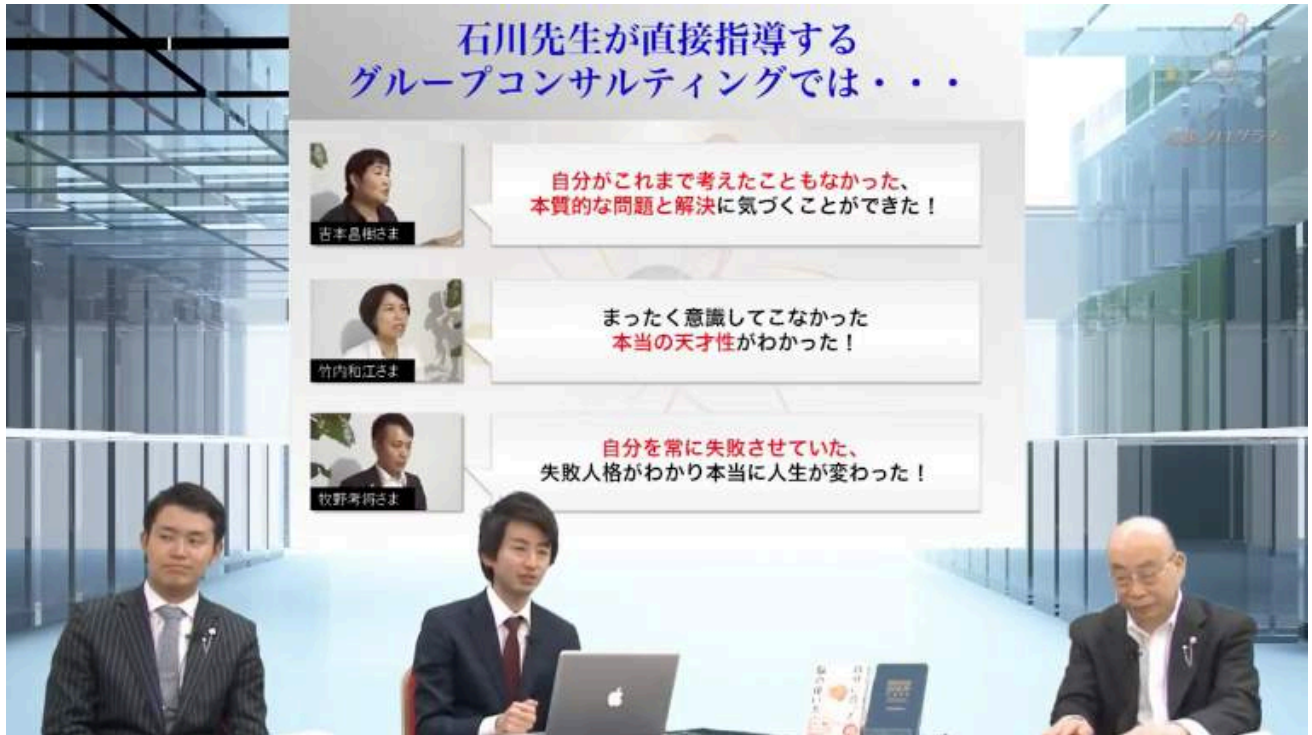 石川先生が直接指導する
グループコンサルティングでは・・・
自分がこれまで考えたこともなかった、
本質的な問題と解決に気づくことができた！
吉本昌樹さま
まったく意識してこなかった
本当の天才性がわかった！
竹内和江さま
自分を常に失敗させていた、
失敗人格がわかり本当に人生が変わった！
牧野考将さま